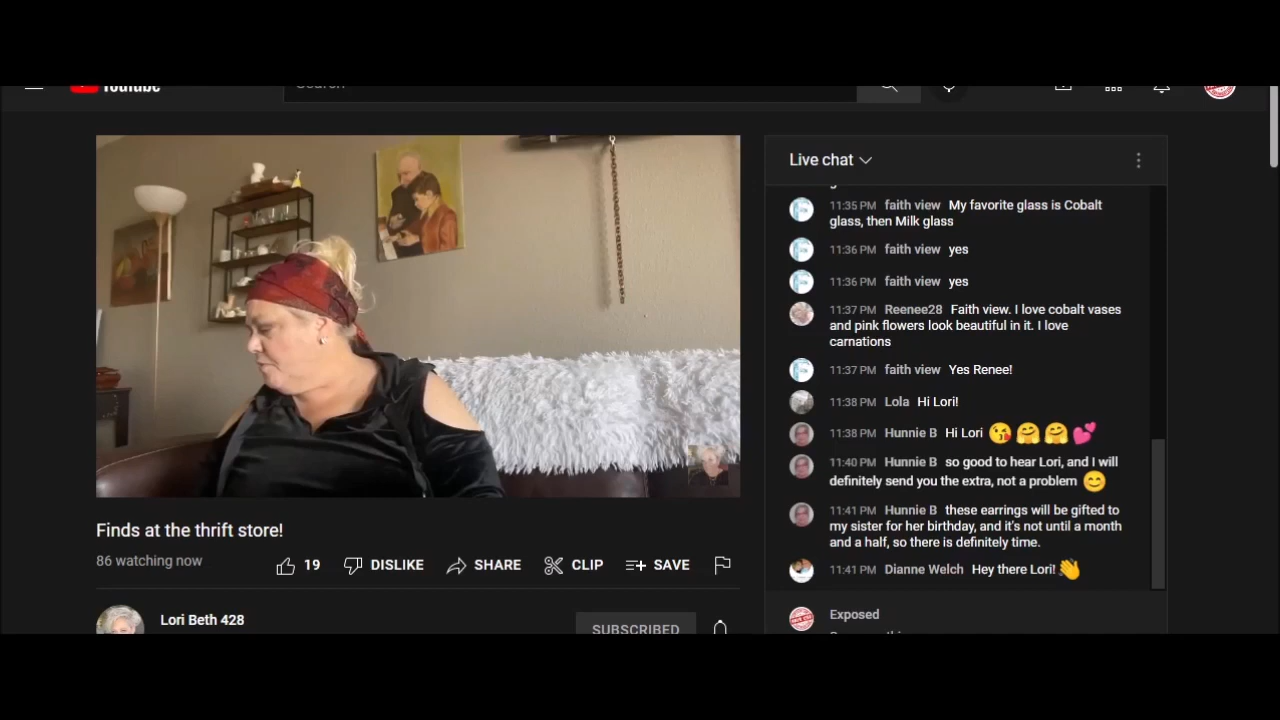 YouTube
Search
Live chat
11:35 PM faith view My favorite glass is Cobalt
glass, then Milk glass
11:36 PM faith view yes
11:36 PM faith view yes
11:37 PM Reenee28 Faith view. I love cobalt vases
and pink flowers look beautiful in it. I love
carnations
11:37 PM faith view Yes Renee!
11:38 PM Lola Hi Lori!
11:38 PM Hunnie B Hi Lori 😘🤗🤗💕
11:40 PM Hunnie B so good to hear Lori, and I will
definitely send you the extra, not a problem 😊
11:41 PM Hunnie B these earrings will be gifted to
my sister for her birthday, and it's not until a month
and a half, so there is definitely time.
11:41 PM Dianne Welch Hey there Lori! 👋
Exposed
Finds at the thrift store!
86 watching now
19 DISLIKE SHARE CLIP SAVE
Lori Beth 428
SUBSCRIBED